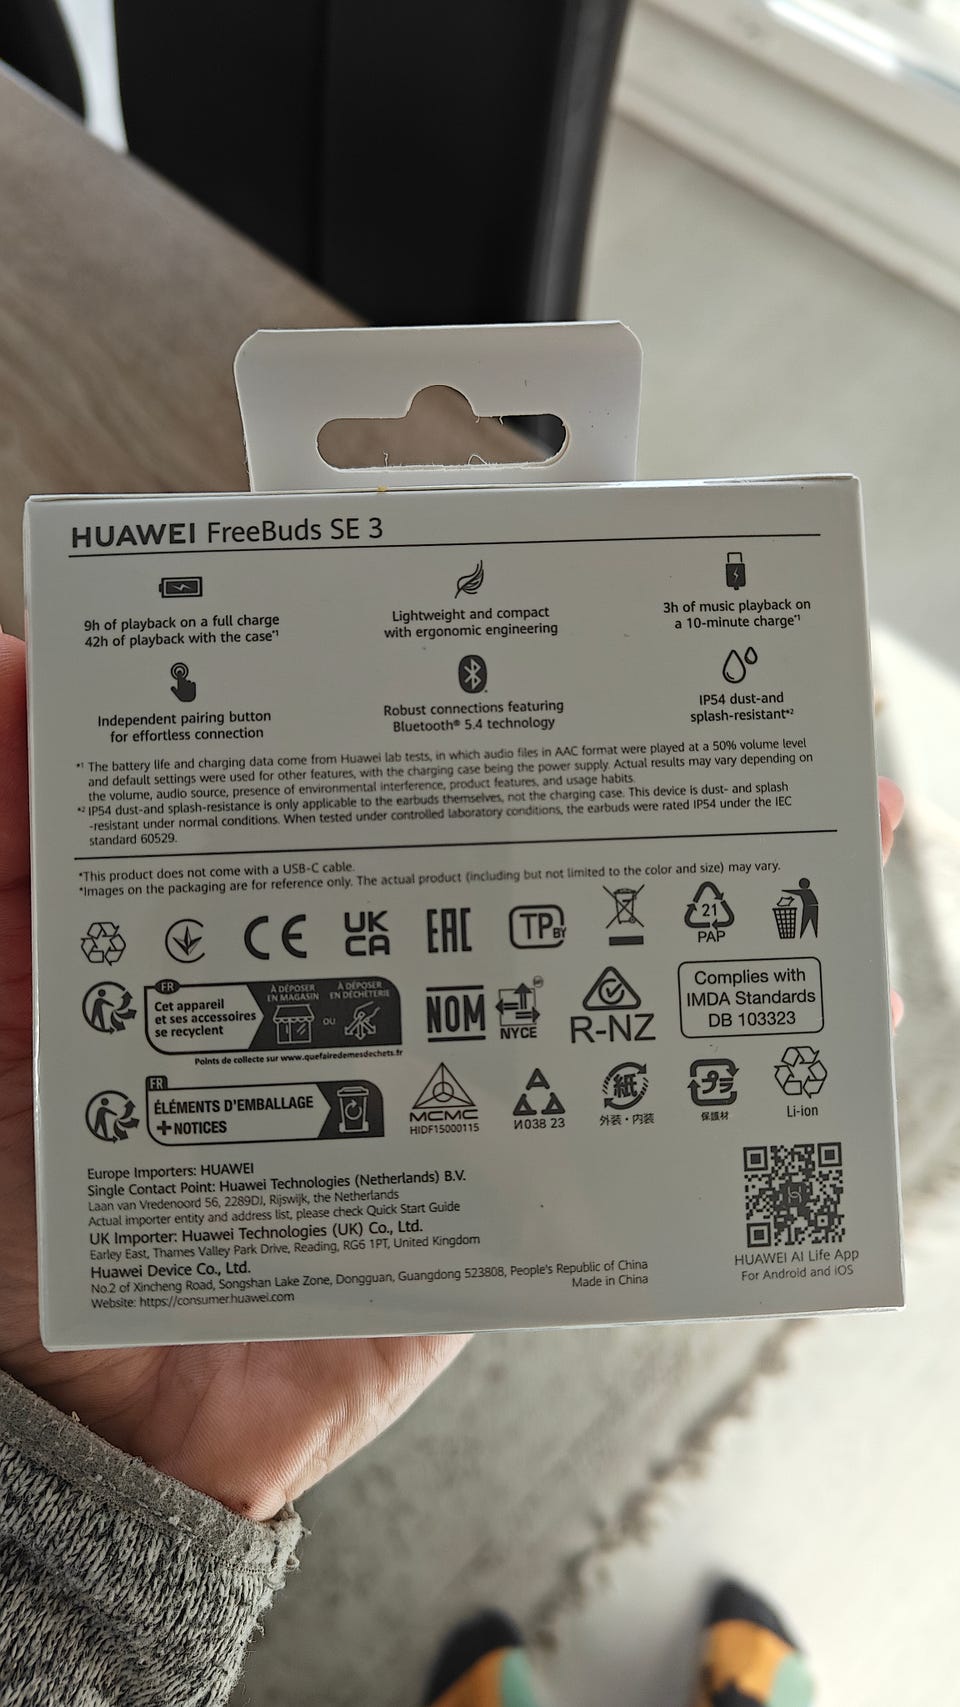 HUAWEI FreeBuds SE 3
9h of playback on a full charge
42h of playback with the case*1
Lightweight and compact
with ergonomic engineering
3h of music playback on
a 10-minute charge*1
Independent pairing button
for effortless connection
Robust connections featuring
Bluetooth® 5.4 technology
IP54 dust-and
splash-resistant*2
*1 The battery life and charging data come from Huawei lab tests, in which audio files in AAC format were played at a 50% volume level
and default settings were used for other features, with the charging case being the power supply. Actual results may vary depending on
the volume, audio source, presence of environmental interference, product features, and usage habits.
*2 IP54 dust-and splash-resistance is only applicable to the earbuds themselves, not the charging case. This device is dust- and splash
-resistant under normal conditions. When tested under controlled laboratory conditions, the earbuds were rated IP54 under the IEC
standard 60529.
*This product does not come with a USB-C cable.
*Images on the packaging are for reference only. The actual product (including but not limited to the color and size) may vary.
CE
UK
CA
EAC
TP BY
21
PAP
FR
Cet appareil
et ses accessoires
se recyclent
À DÉPOSER
EN MAGASIN
OU
À DÉPOSER
EN DÉCHÈTERIE
Points de collecte sur www.quefairedemesdechets.fr
NOM
NYCE
R-NZ
Complies with
IMDA Standards
DB 103323
FR
ÉLÉMENTS D'EMBALLAGE
+ NOTICES
MCMC
HIDF15000115
И038 23
紙
外装・内装
プラ
保護材
Li-ion
Europe Importers: HUAWEI
Single Contact Point: Huawei Technologies (Netherlands) B.V.
Laan van Vredenoord 56, 2289DJ, Rijswijk, the Netherlands
Actual importer entity and address list, please check Quick Start Guide
UK Importer: Huawei Technologies (UK) Co., Ltd.
Earley East, Thames Valley Park Drive, Reading, RG6 1PT, United Kingdom
Huawei Device Co., Ltd.
No.2 of Xincheng Road, Songshan Lake Zone, Dongguan, Guangdong 523808, People's Republic of China
Made in China
Website: https://consumer.huawei.com
HUAWEI AI Life App
For Android and iOS